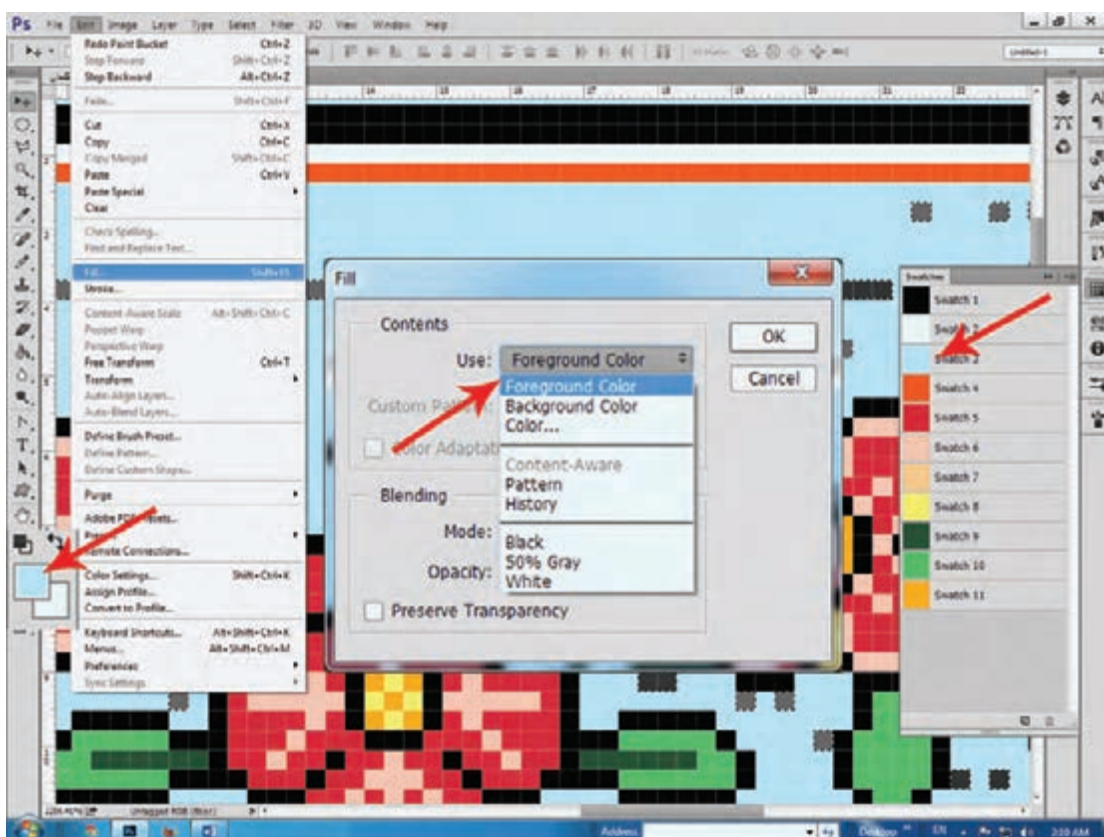 Ps File Edit Image Layer Type Select Filter 3D View Window Help
Redo Paint Bucket Ctrl+Z
Step Forward Shift+Ctrl+Z
Step Backward Alt+Ctrl+Z
Fade... Shift+Ctrl+F
Cut Ctrl+X
Copy Ctrl+C
Copy Merged Shift+Ctrl+C
Paste Ctrl+V
Paste Special
Clear
Check Spelling...
Find and Replace Text...
Fill... Shift+F5
Stroke...
Content-Aware Scale Alt+Shift+Ctrl+C
Puppet Warp
Perspective Warp
Free Transform Ctrl+T
Transform
Auto-Align Layers...
Auto-Blend Layers...
Define Brush Preset...
Define Pattern...
Define Custom Shape...
Purge
Adobe PDF
Remote Connections...
Color Settings... Shift+Ctrl+K
Assign Profile...
Convert to Profile...
Keyboard Shortcuts... Alt+Shift+Ctrl+K
Menus... Alt+Shift+Ctrl+M
Preferences
Sync Settings
Fill
Contents
Use: Foreground Color
Foreground Color
Background Color
Color...
Custom Pattern:
Color Adaptat
Content-Aware
Pattern
History
Blending
Mode:
Opacity:
Black
50% Gray
White
Preserve Transparency
OK
Cancel
Swatches
Swatch 1
Swatch 2
Swatch 3
Swatch 4
Swatch 5
Swatch 6
Swatch 7
Swatch 8
Swatch 9
Swatch 10
Swatch 11
Address
Desktop
EN
2:09 AM